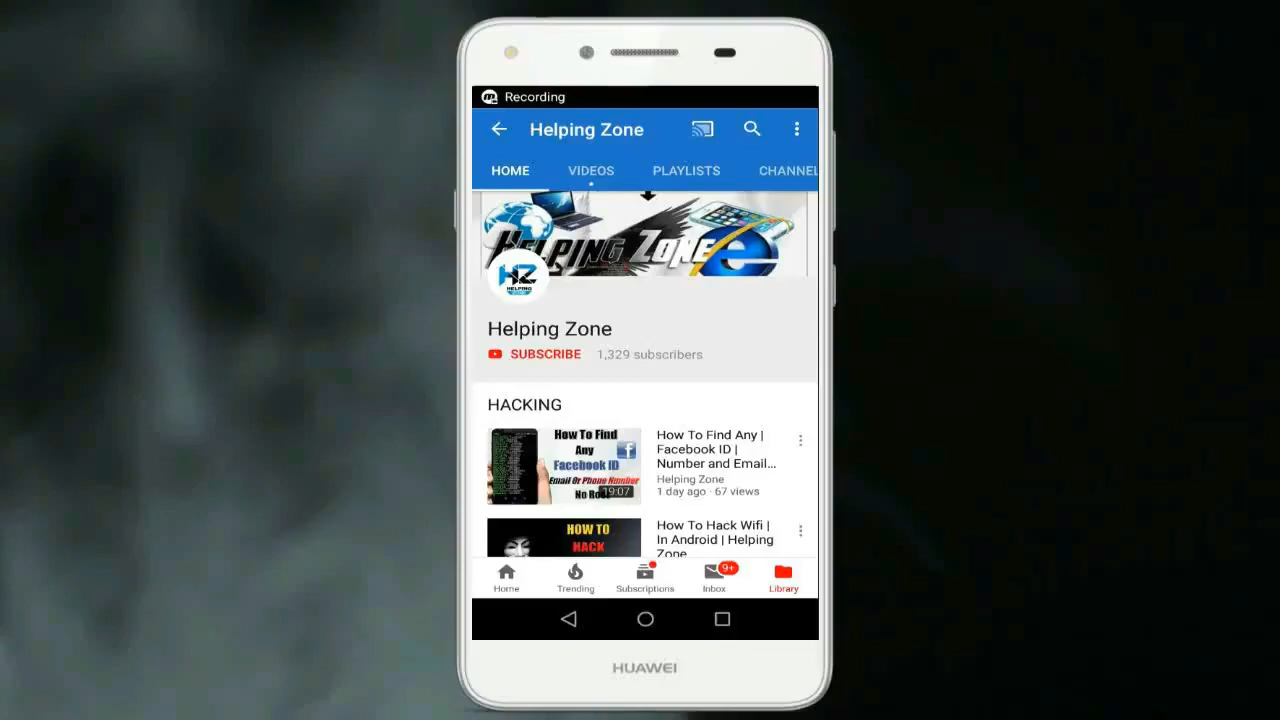 Recording
Helping Zone
HOME VIDEOS PLAYLISTS CHANNEL
HELPING ZONE
HZ
HELPING
Helping Zone
SUBSCRIBE 1,329 subscribers
HACKING
How To Find
Any
Facebook ID
Email Or Phone Number
No Root
19:07
How To Find Any |
Facebook ID |
Number and Email...
Helping Zone
1 day ago · 67 views
HOW TO
HACK
How To Hack Wifi |
In Android | Helping
Zone
9+
Home Trending Subscriptions Inbox Library
HUAWEI